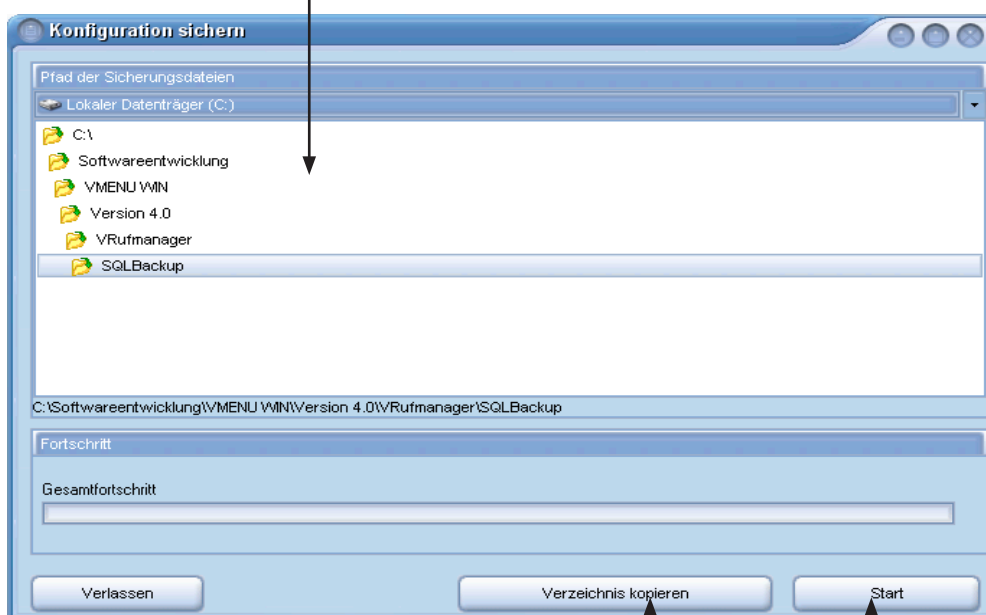 Konfiguration sichern
Pfad der Sicherungsdateien
Lokaler Datenträger (C:)
C:\
Softwareentwicklung
VMENU WIN
Version 4.0
VRufmanager
SQLBackup
C:\Softwareentwicklung\VMENU WIN\Version 4.0\VRufmanager\SQLBackup
Fortschritt
Gesamtfortschritt
Verlassen Verzeichnis kopieren Start